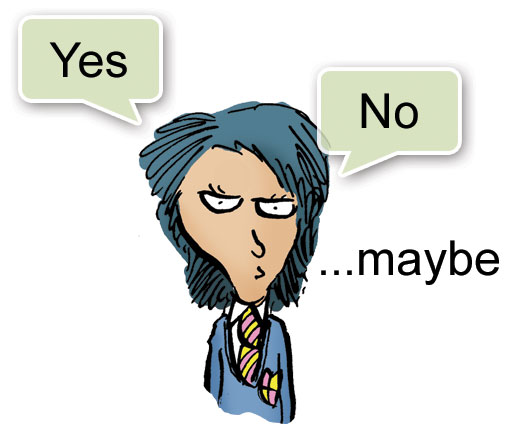 Yes
No
...maybe